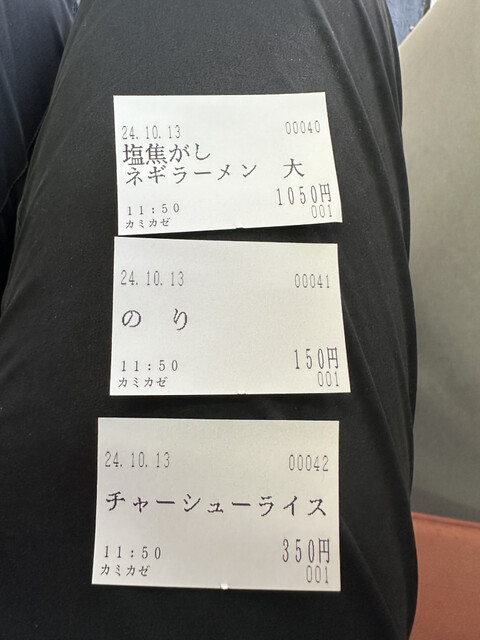 24.10.13 00040
塩焦がし
ネギラーメン 大
1050円
11:50 001
カミカゼ
24.10.13 00041
のり
150円
11:50 001
カミカゼ
24.10.13 00042
チャーシューライス
350円
11:50 001
カミカゼ